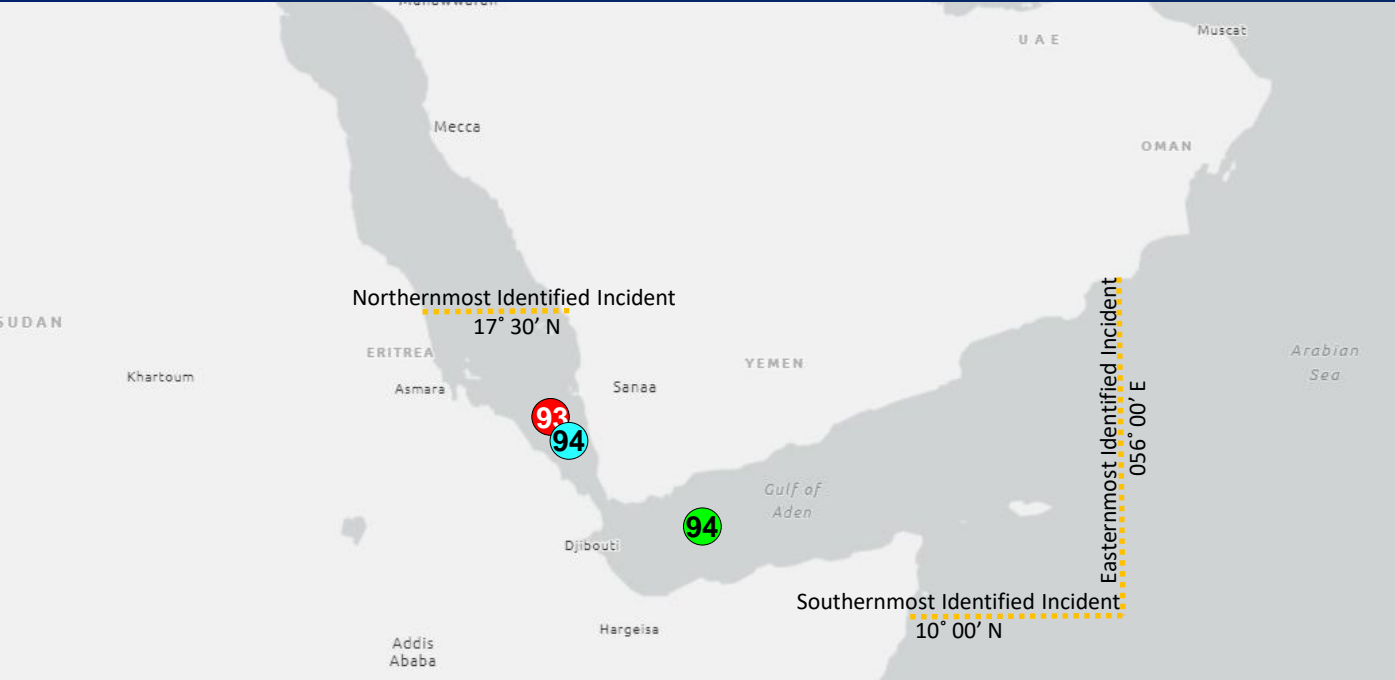 Muscat
UAE
Mecca
OMAN
Northernmost Identified Incident
17˚ 30’ N
SUDAN
ERITREA
Khartoum
Asmara
Sanaa
YEMEN
Arabian
Sea
Easternmost Identified Incident
056˚ 00’ E
93
94
Gulf of
Aden
94
Djibouti
Southernmost Identified Incident
10˚ 00’ N
Hargeisa
Addis
Ababa